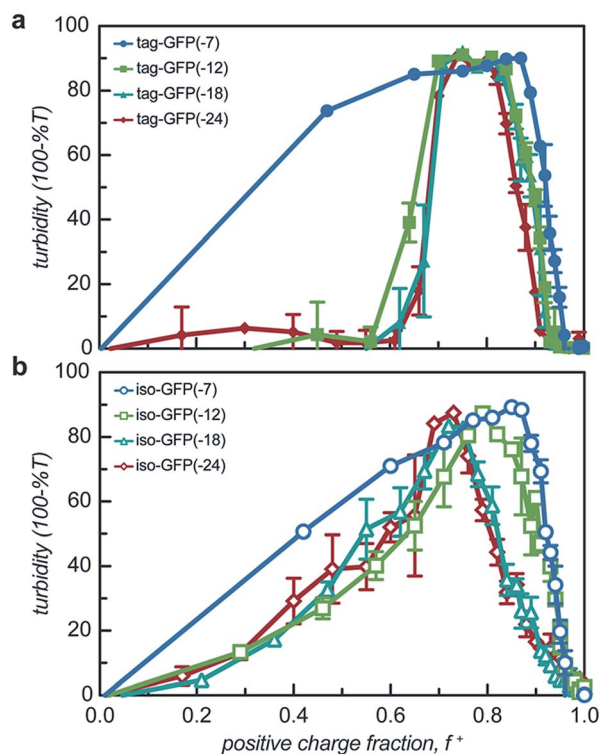 a
100
80
60
40
20
0
turbidity (100-%T)
tag-GFP(-7)
tag-GFP(-12)
tag-GFP(-18)
tag-GFP(-24)
b
100
80
60
40
20
0
turbidity (100-%T)
iso-GFP(-7)
iso-GFP(-12)
iso-GFP(-18)
iso-GFP(-24)
0.0 0.2 0.4 0.6 0.8 1.0
positive charge fraction, f⁺